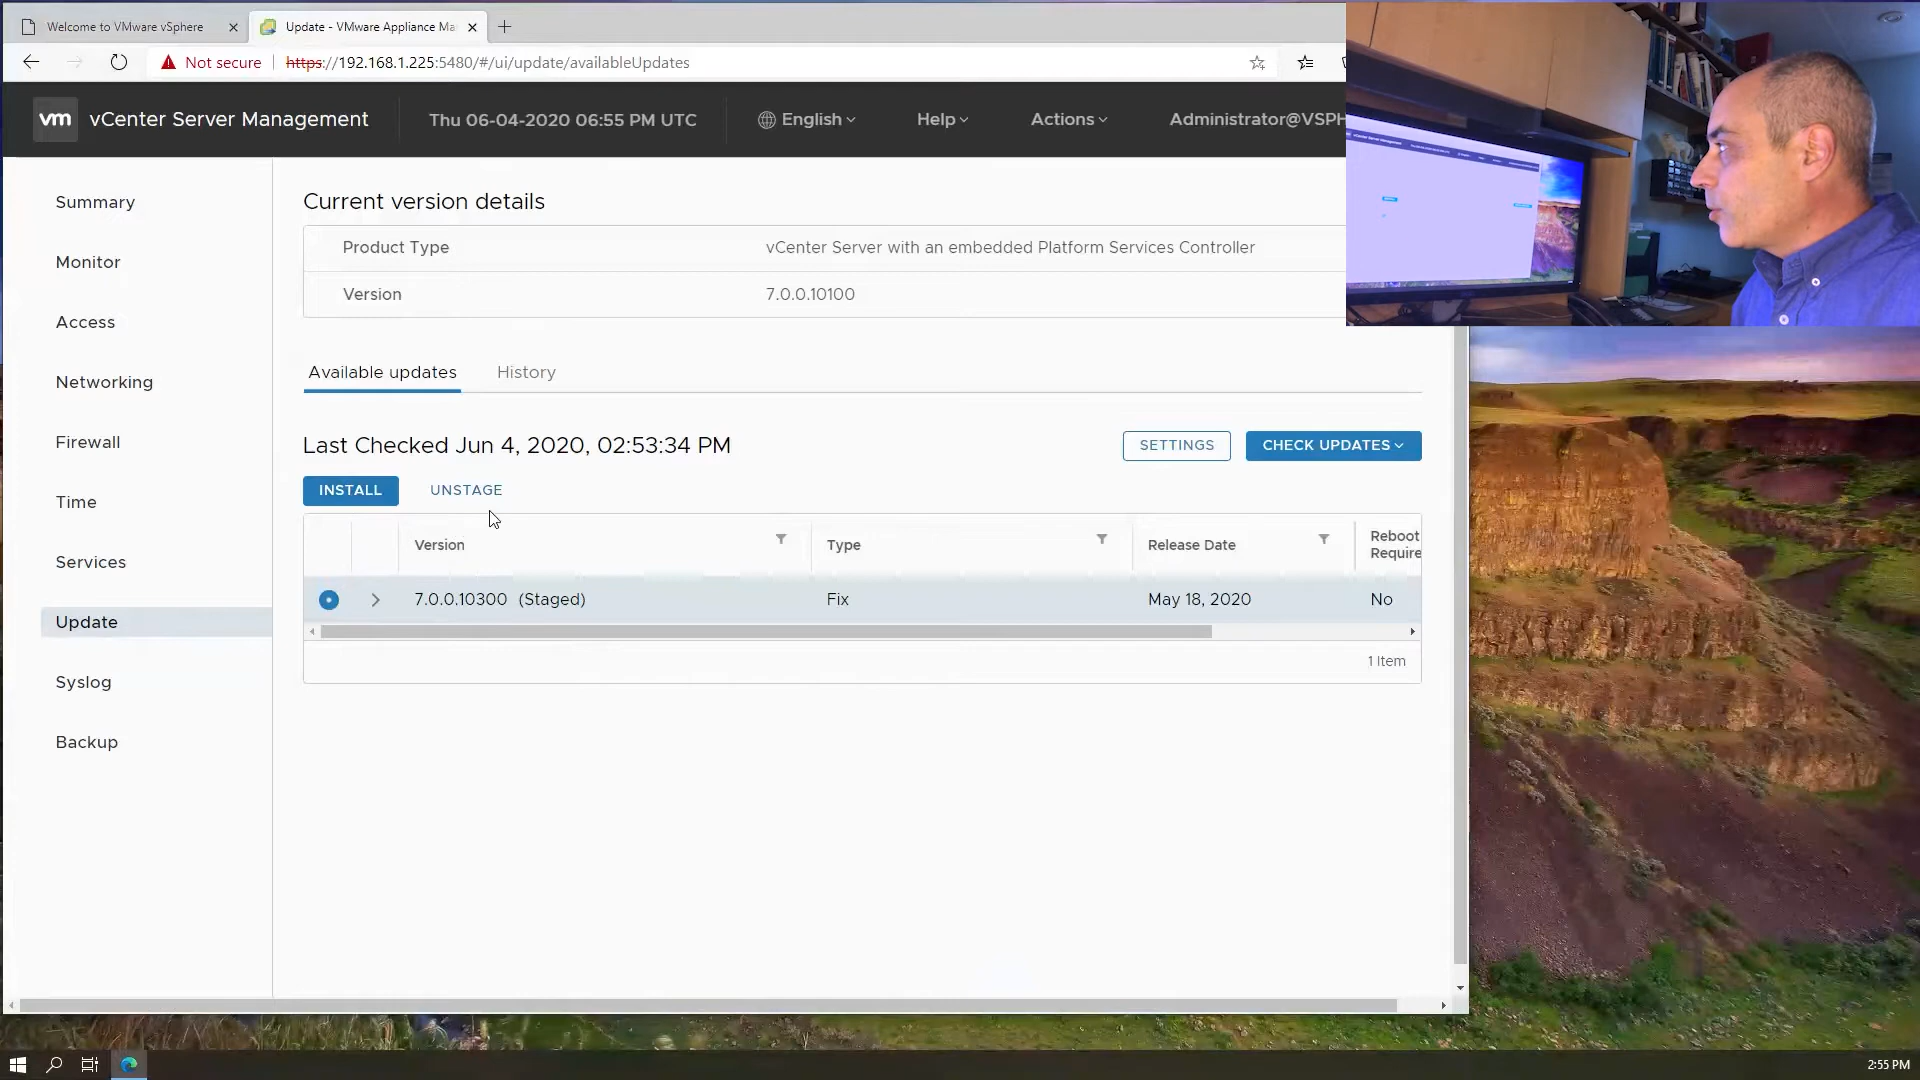 Welcome to VMware vSphere
Update - VMware Appliance Ma
Not secure
https://192.168.1.225:5480/#/ui/update/availableUpdates
vm
vCenter Server Management
Thu 06-04-2020 06:55 PM UTC
English
Help
Actions
Administrator@VSPH
Summary
Monitor
Access
Networking
Firewall
Time
Services
Update
Syslog
Backup
Current version details
Product Type
vCenter Server with an embedded Platform Services Controller
Version
7.0.0.10100
Available updates
History
Last Checked Jun 4, 2020, 02:53:34 PM
SETTINGS
CHECK UPDATES
INSTALL
UNSTAGE
Version
Type
Release Date
Reboot
Require
7.0.0.10300 (Staged)
Fix
May 18, 2020
No
1 Item
2:55 PM